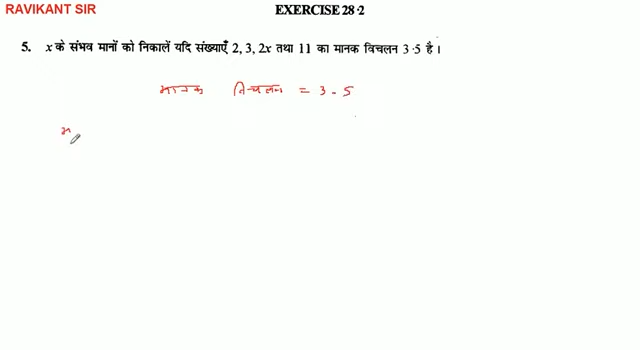 RAVIKANT SIR
EXERCISE 28·2
5. x के संभव मानों को निकालें यदि संख्याएँ 2, 3, 2x तथा 11 का मानक विचलन 3·5 है।
मानक विचलन = 3.5